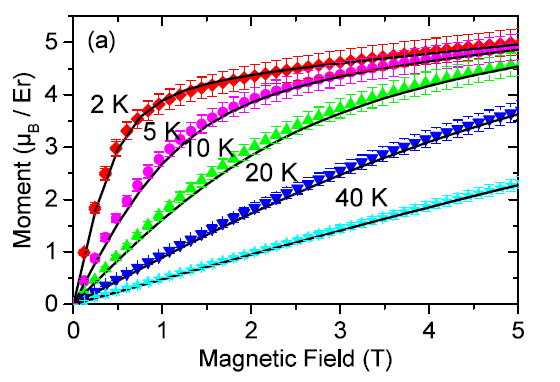 (a)
5
4
3
2
1
0
Moment (μB / Er)
2 K
5 K
10 K
20 K
40 K
0 1 2 3 4 5
Magnetic Field (T)